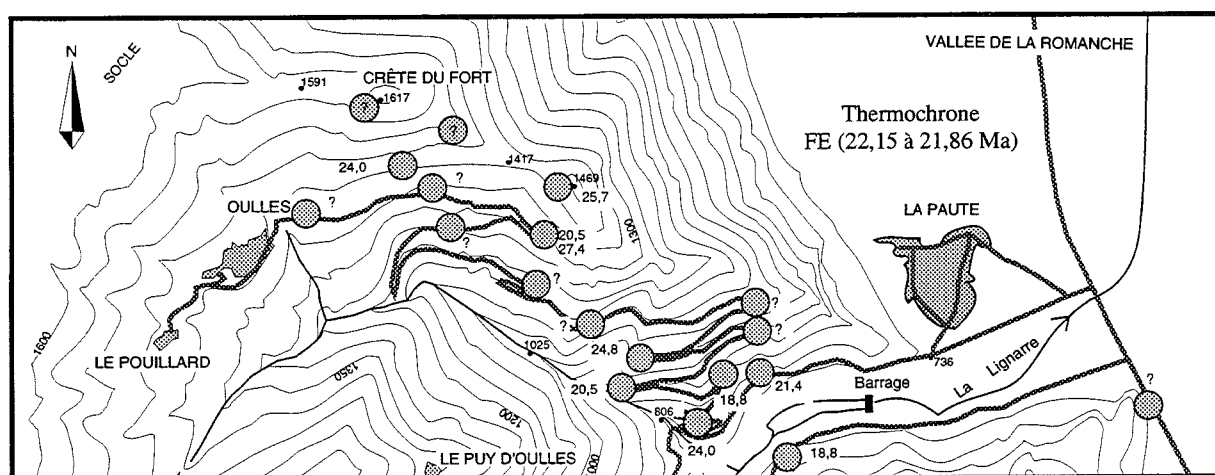 N
SOCLE
VALLEE DE LA ROMANCHE
1591
CRÊTE DU FORT
1617
?
?
Thermochrone
FE (22,15 à 21,86 Ma)
24,0
1417
1469
25,7
?
OULLES
?
LA PAUTE
20,5
27,4
?
1300
?
?
?
24,8
?
1600
LE POUILLARD
1025
1350
736
La Lignarre
Barrage
21,4
20,5
18,8
?
1200
806
24,0
18,8
LE PUY D'OULLES